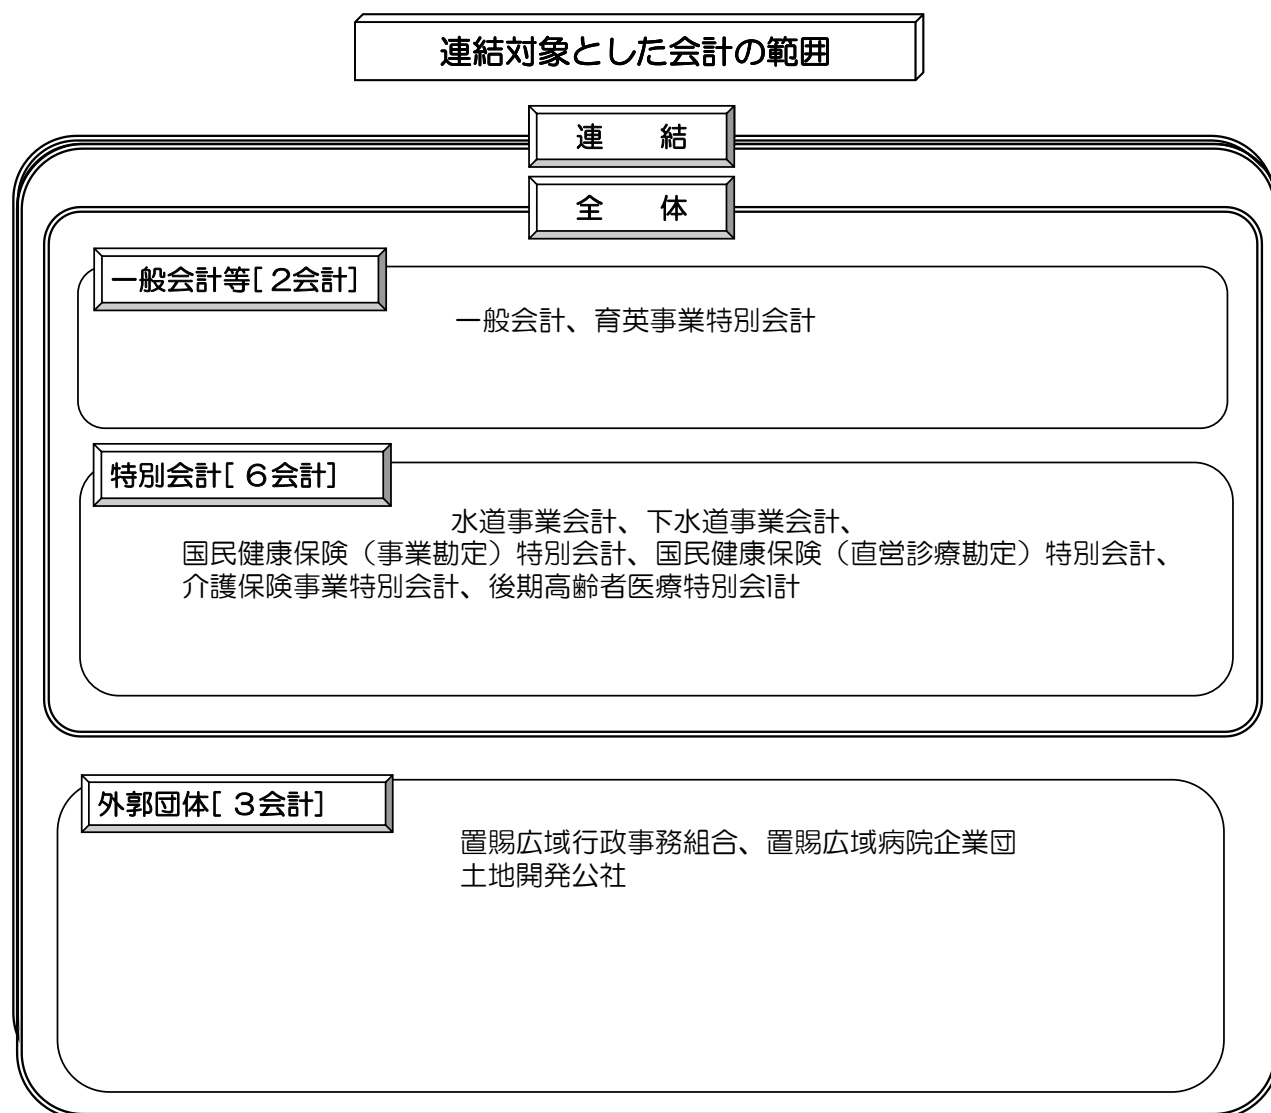 連結対象とした会計の範囲
連　　結
全　　体
一般会計等[ 2会計]
一般会計、育英事業特別会計
特別会計[ 6会計]
水道事業会計、下水道事業会計、
国民健康保険（事業勘定）特別会計、国民健康保険（直営診療勘定）特別会計、
介護保険事業特別会計、後期高齢者医療特別会l計
外郭団体[ 3会計]
置賜広域行政事務組合、置賜広域病院企業団
土地開発公社